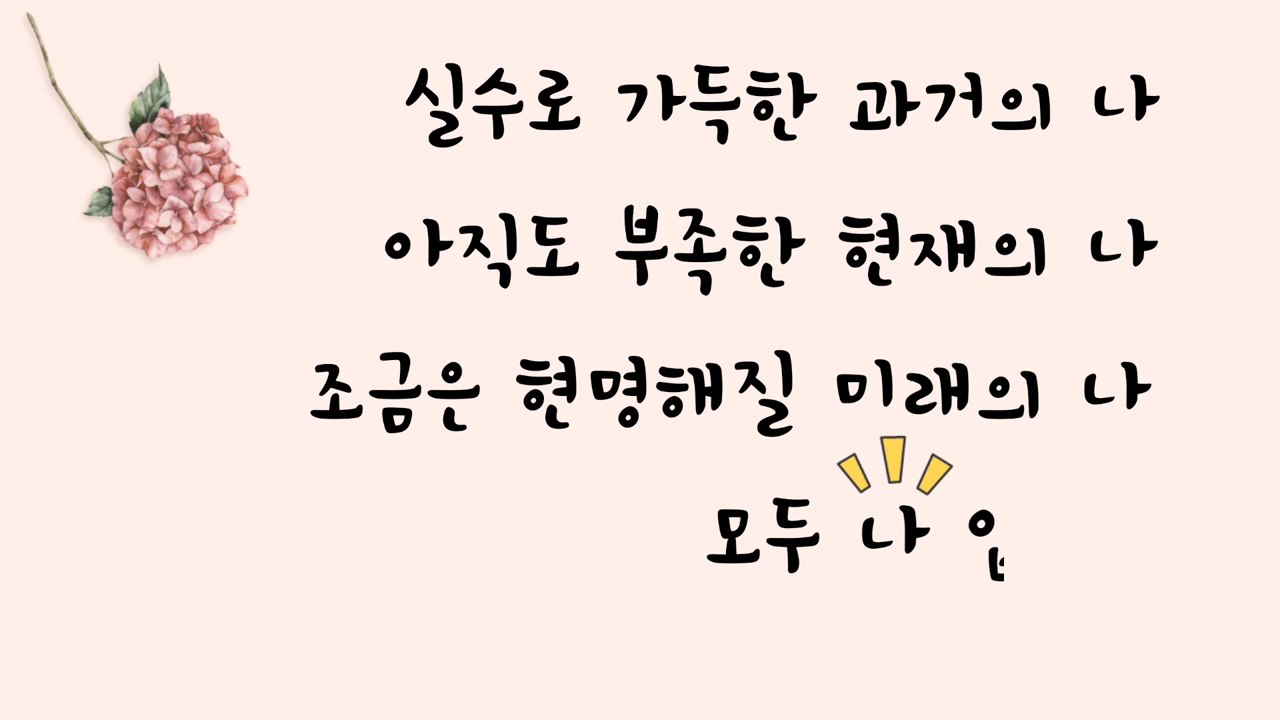 실수로 가득한 과거의 나
아직도 부족한 현재의 나
조금은 현명해질 미래의 나
모두 나